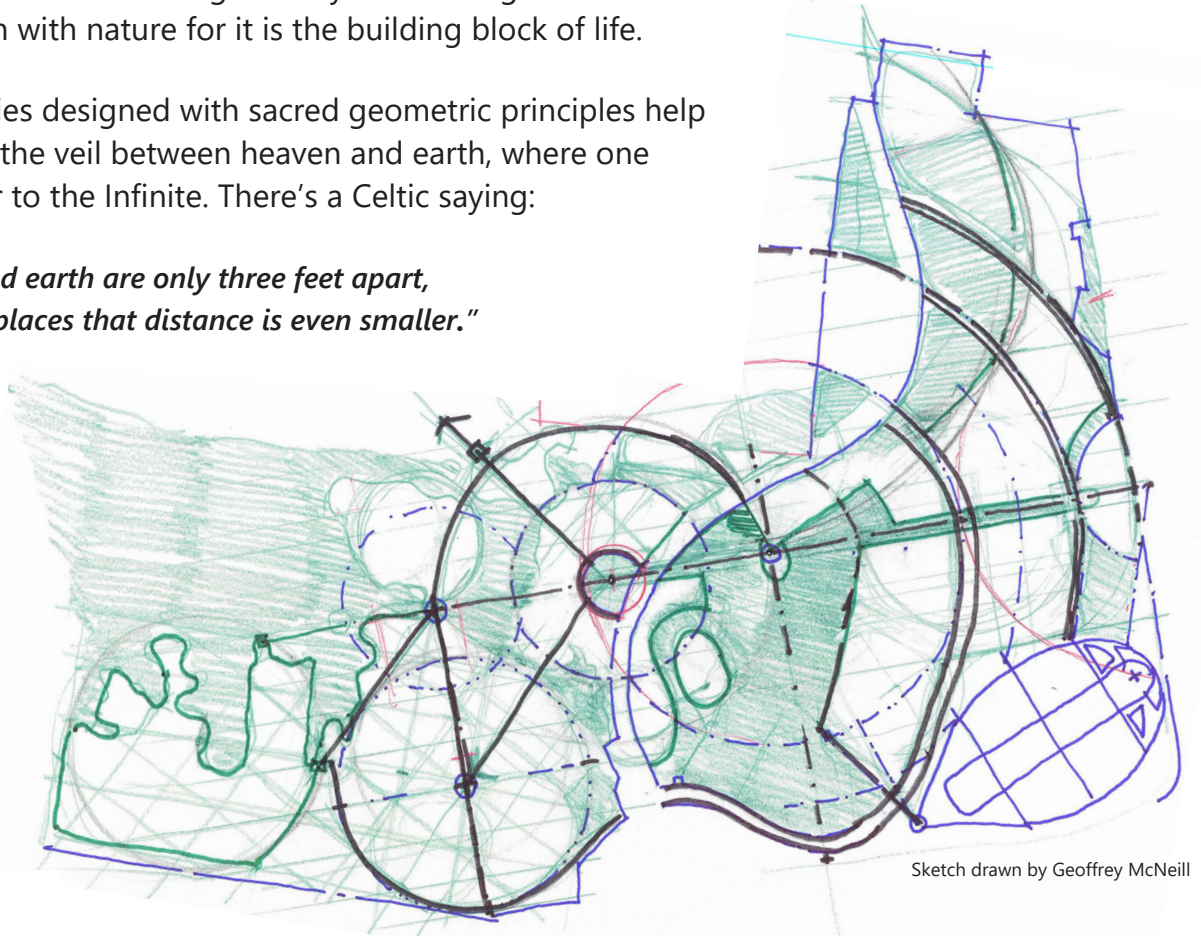 with nature for it is the building block of life.
designed with sacred geometric principles help
the veil between heaven and earth, where one
to the Infinite. There's a Celtic saying:
earth are only three feet apart,
places that distance is even smaller."
Sketch drawn by Geoffrey McNeill